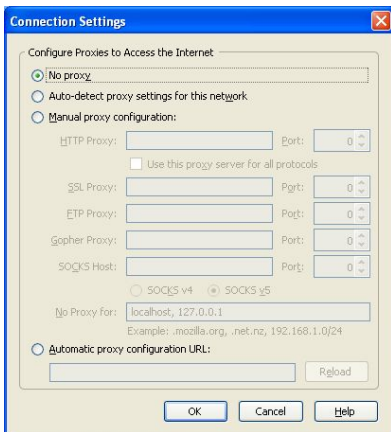 Connection Settings
Configure Proxies to Access the Internet
No proxy
Auto-detect proxy settings for this network
Manual proxy configuration:
HTTP Proxy: Port: 0
Use this proxy server for all protocols
SSL Proxy: Port: 0
FTP Proxy: Port: 0
Gopher Proxy: Port: 0
SOCKS Host: Port: 0
SOCKS v4 SOCKS v5
No Proxy for: localhost, 127.0.0.1
Example: .mozilla.org, .net.nz, 192.168.1.0/24
Automatic proxy configuration URL:
Reload
OK Cancel Help